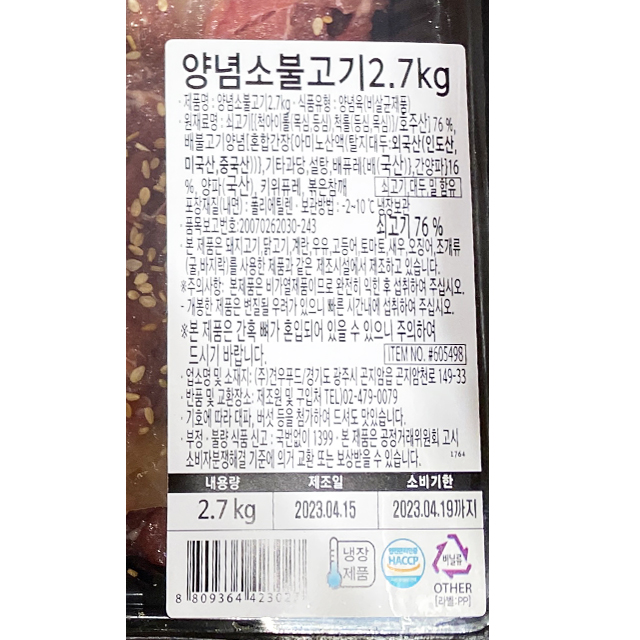 양념소불고기2.7kg
·제품명 : 양념소불고기2.7kg · 식품유형 : 양념육(비살균제품)
·원재료명 : 쇠고기[(척아이롤(목심,등심),척롤(등심,목심)]/호주산) 76 %,
배불고기양념[혼합간장(아미노산액(탈지대두:외국산(인도산,
미국산,중국산))),기타과당,설탕,배퓨레(배(국산)),간양파]16
%, 양파(국산), 키위퓨레, 볶은참깨
쇠고기,대두,밀 함유
·포장재질(내면) : 폴리에틸렌 · 보관방법 : -2~10℃ 냉장보관
·품목보고번호:20070262030-243 쇠고기 76 %
·본 제품은 돼지고기,닭고기,계란,우유,고등어,토마토,새우,오징어,조개류
(굴,바지락)를 사용한 제품과 같은 제조시설에서 제조하고 있습니다.
※주의사항: 본제품은 비가열제품이므로 완전히 익힌 후 섭취하여 주십시오.
- 개봉한 제품은 변질될 우려가 있으니 빠른 시간내에 섭취하여 주십시오.
※본 제품은 간혹 뼈가 혼입되어 있을 수 있으니 주의하여
드시기 바랍니다. ITEM NO. #605498
·업소명 및 소재지: (주)견우푸드/경기도 광주시 곤지암읍 곤지암천로 149-33
·반품 및 교환장소: 제조원 및 구입처 TEL)02-479-0079
·기호에 따라 대파, 버섯 등을 첨가하여 드셔도 맛있습니다.
·부정·불량 식품 신고 : 국번없이 1399 · 본 제품은 공정거래위원회 고시
소비자분쟁해결 기준에 의거 교환 또는 보상받을 수 있습니다. 1764
내용량 제조일 소비기한
2.7 kg 2023.04.15 2023.04.19까지
냉장
제품
HACCP
비닐류
OTHER
[라벨:PP]
8 809364 423027